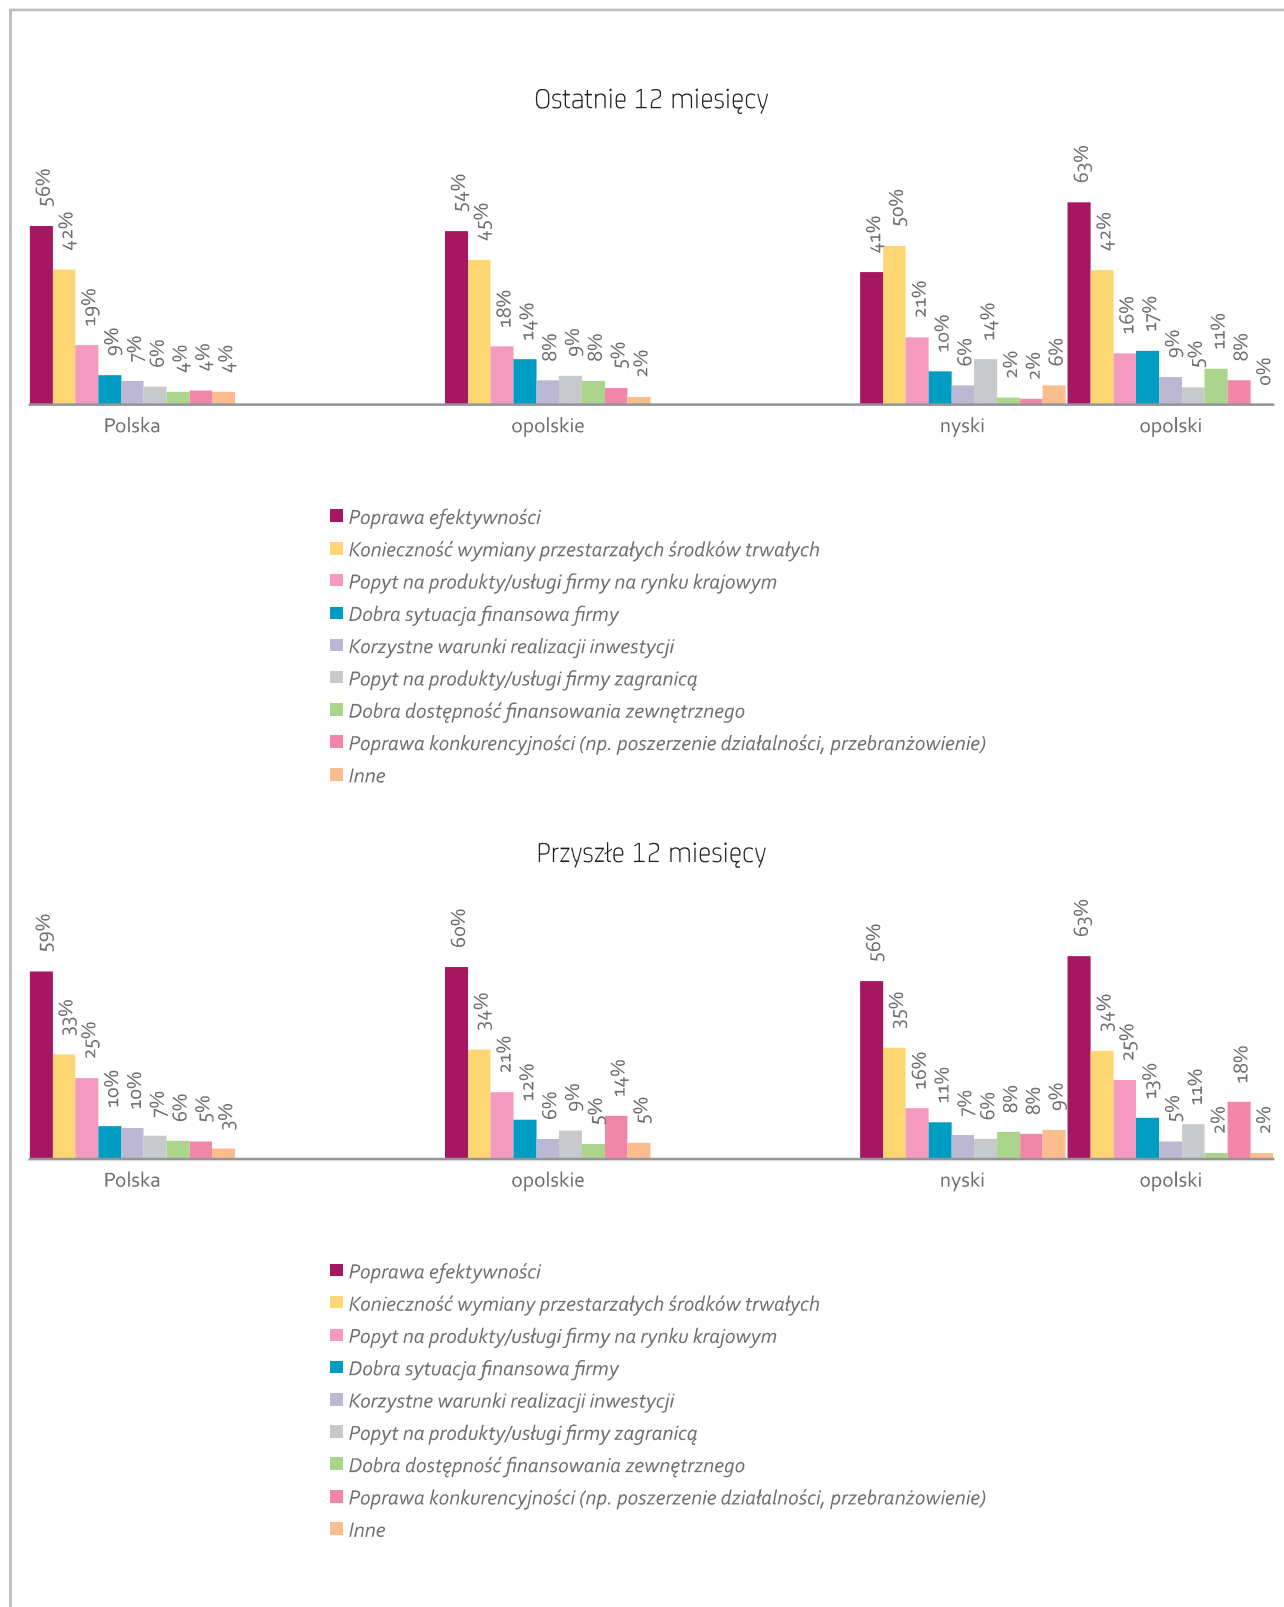 Ostatnie 12 miesięcy
56% 42% 19% 9% 7% 6% 4% 4% 4%
54% 45% 18% 14% 8% 9% 8% 5% 2%
41% 50% 21% 10% 6% 14% 2% 2% 6%
63% 42% 16% 17% 9% 5% 11% 8% 0%
Polska opolskie nyski opolski
Poprawa efektywności
Konieczność wymiany przestarzałych środków trwałych
Popyt na produkty/usługi firmy na rynku krajowym
Dobra sytuacja finansowa firmy
Korzystne warunki realizacji inwestycji
Popyt na produkty/usługi firmy zagranicą
Dobra dostępność finansowania zewnętrznego
Poprawa konkurencyjności (np. poszerzenie działalności, przebranżowienie)
Inne
Przyszłe 12 miesięcy
59% 33% 25% 10% 10% 7% 6% 5% 3%
60% 34% 21% 12% 6% 9% 5% 14% 5%
56% 35% 16% 11% 7% 6% 8% 8% 9%
63% 34% 25% 13% 5% 11% 2% 18% 2%
Polska opolskie nyski opolski
Poprawa efektywności
Konieczność wymiany przestarzałych środków trwałych
Popyt na produkty/usługi firmy na rynku krajowym
Dobra sytuacja finansowa firmy
Korzystne warunki realizacji inwestycji
Popyt na produkty/usługi firmy zagranicą
Dobra dostępność finansowania zewnętrznego
Poprawa konkurencyjności (np. poszerzenie działalności, przebranżowienie)
Inne